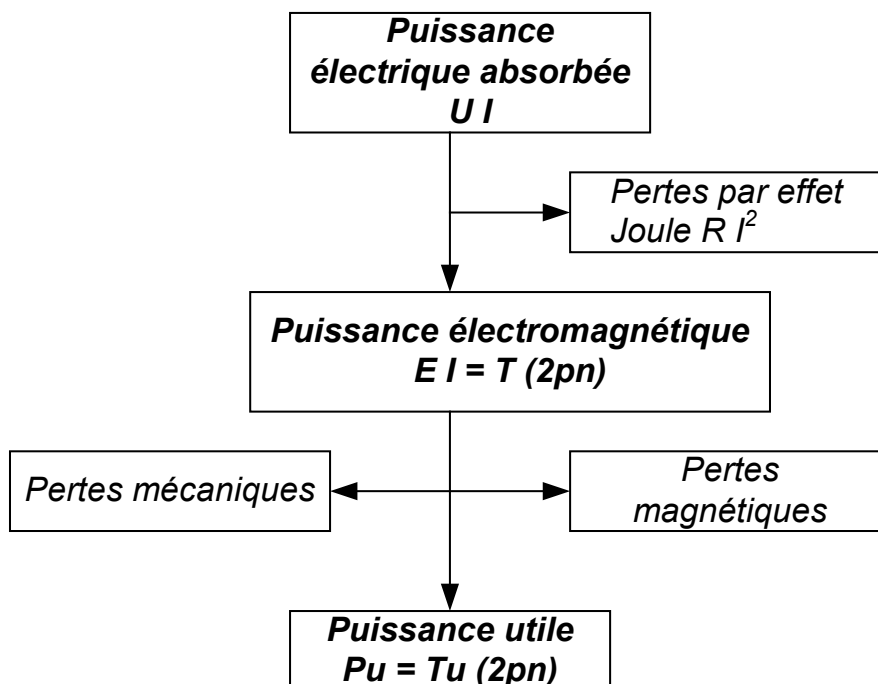 Puissance
électrique absorbée
U I
Pertes par effet
Joule R I²
Puissance électromagnétique
E I = T (2pn)
Pertes mécaniques
Pertes
magnétiques
Puissance utile
Pu = Tu (2pn)